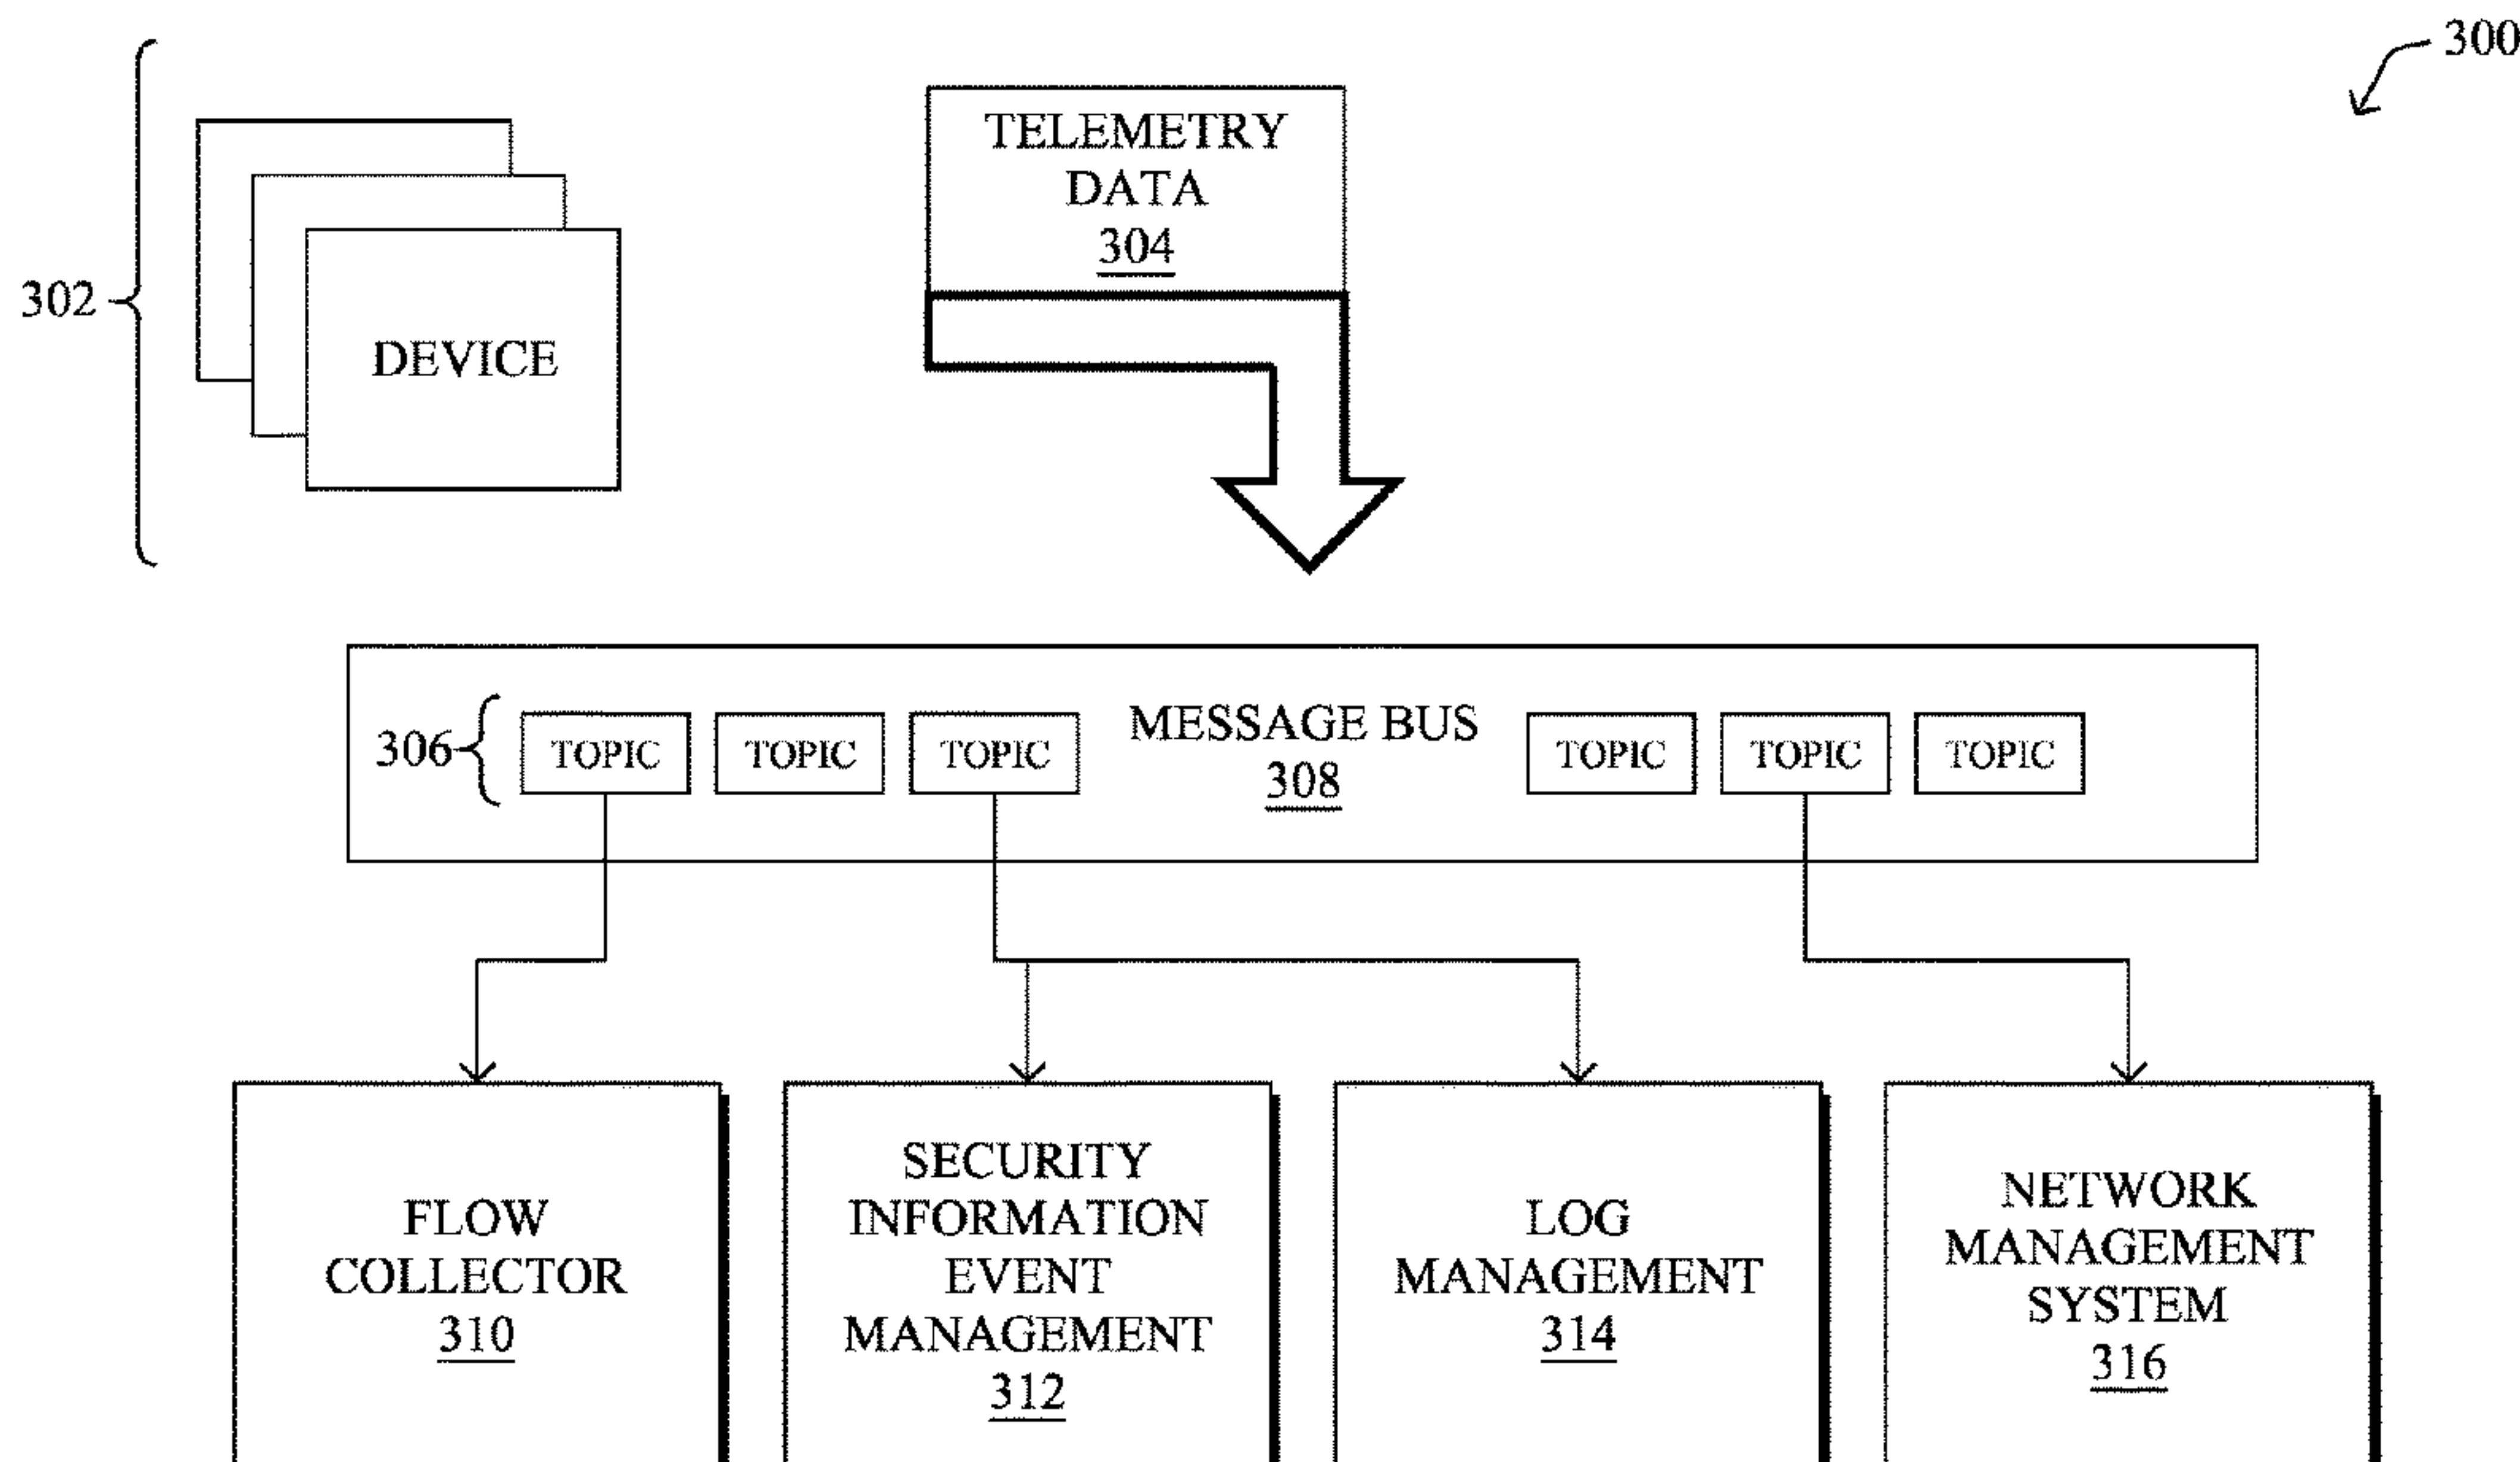 300
TELEMETRY
DATA
304
302
DEVICE
306
TOPIC
TOPIC
TOPIC
MESSAGE BUS
308
TOPIC
TOPIC
TOPIC
FLOW
COLLECTOR
310
SECURITY
INFORMATION
EVENT
MANAGEMENT
312
LOG
MANAGEMENT
314
NETWORK
MANAGEMENT
SYSTEM
316